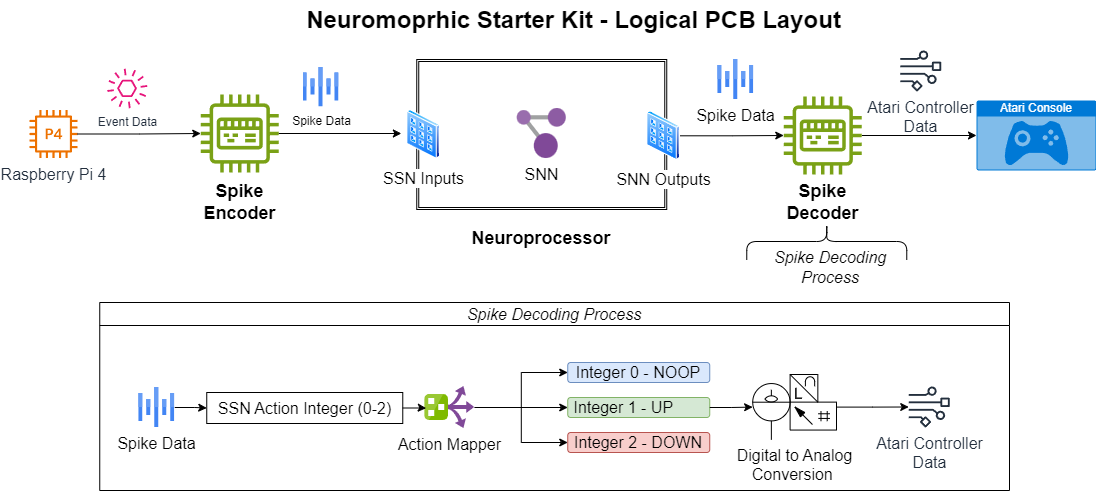 Neuromoprhic Starter Kit - Logical PCB Layout
P4
Raspberry Pi 4
Event Data
Spike
Encoder
Spike Data
SSN Inputs
SNN
SNN Outputs
Neuroprocessor
Spike Data
Spike
Decoder
Atari Controller
Data
Atari Console
Spike Decoding
Process
Spike Decoding Process
Spike Data
SSN Action Integer (0-2)
Action Mapper
Integer 0 - NOOP
Integer 1 - UP
Integer 2 - DOWN
L
#
Digital to Analog
Conversion
Atari Controller
Data